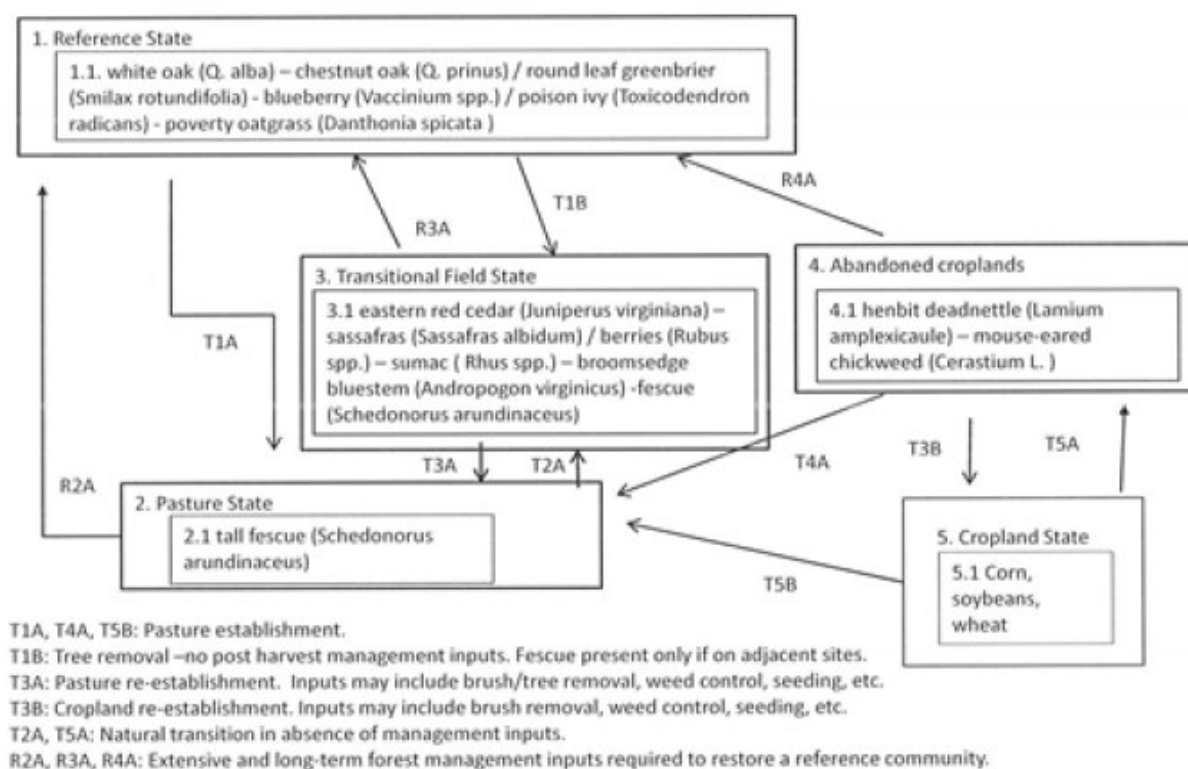 1. Reference State
1.1. white oak (Q. alba) – chestnut oak (Q. prinus) / round leaf greenbrier
(Smilax rotundifolia) - blueberry (Vaccinium spp.) / poison ivy (Toxicodendron
radicans) - poverty oatgrass (Danthonia spicata )
R4A
T1B
R3A
3. Transitional Field State
3.1 eastern red cedar (Juniperus virginiana) –
sassafras (Sassafras albidum) / berries (Rubus
spp.) – sumac ( Rhus spp.) – broomsedge
bluestem (Andropogon virginicus) -fescue
(Schedonorus arundinaceus)
4. Abandoned croplands
4.1 henbit deadnettle (Lamium
amplexicaule) – mouse-eared
chickweed (Cerastium L. )
T1A
T3A
T2A
T4A
T3B
T5A
R2A
2. Pasture State
2.1 tall fescue (Schedonorus
arundinaceus)
5. Cropland State
5.1 Corn,
soybeans,
wheat
T5B
T1A, T4A, T5B: Pasture establishment.
T1B: Tree removal –no post harvest management inputs. Fescue present only if on adjacent sites.
T3A: Pasture re-establishment.  Inputs may include brush/tree removal, weed control, seeding, etc.
T3B: Cropland re-establishment. Inputs may include brush removal, weed control, seeding, etc.
T2A, T5A: Natural transition in absence of management inputs.
R2A, R3A, R4A: Extensive and long-term forest management inputs required to restore a reference community.